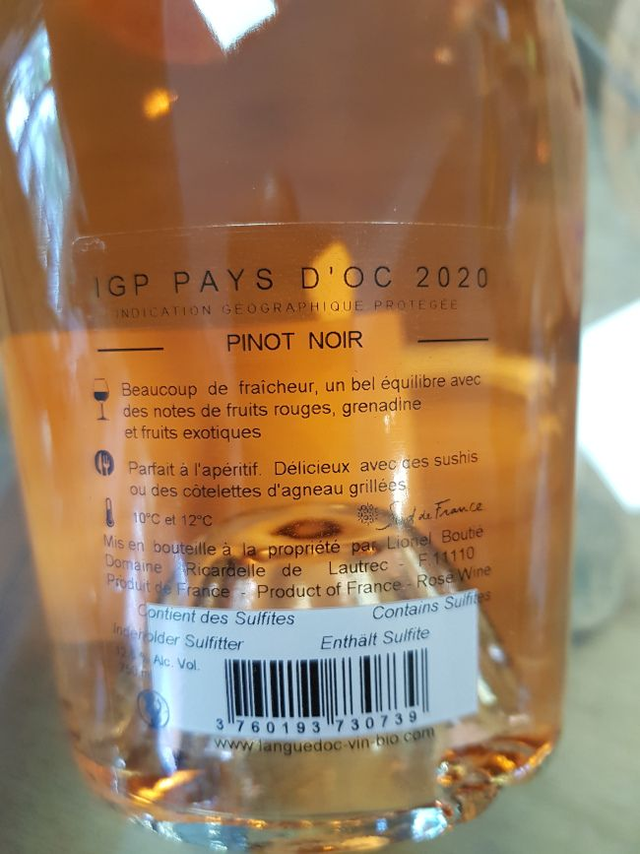 IGP PAYS D'OC 2020
INDICATION GÉOGRAPHIQUE PROTÉGÉE
PINOT NOIR
Beaucoup de fraîcheur, un bel équilibre avec
des notes de fruits rouges, grenadine
et fruits exotiques
Parfait à l'apéritif. Délicieux avec des sushis
ou des côtelettes d'agneau grillées
10°C et 12°C
Sud de France
Mis en bouteille à la propriété par Lionel Boutié
Domaine Ricardelle de Lautrec - F 11110
Produit de France - Product of France - Rosé Wine
Contient des Sulfites Contains Sulfites
Indeholder Sulfitter Enthält Sulfite
% Alc. Vol.
3 760193 730739
www.languedoc-vin-bio.com